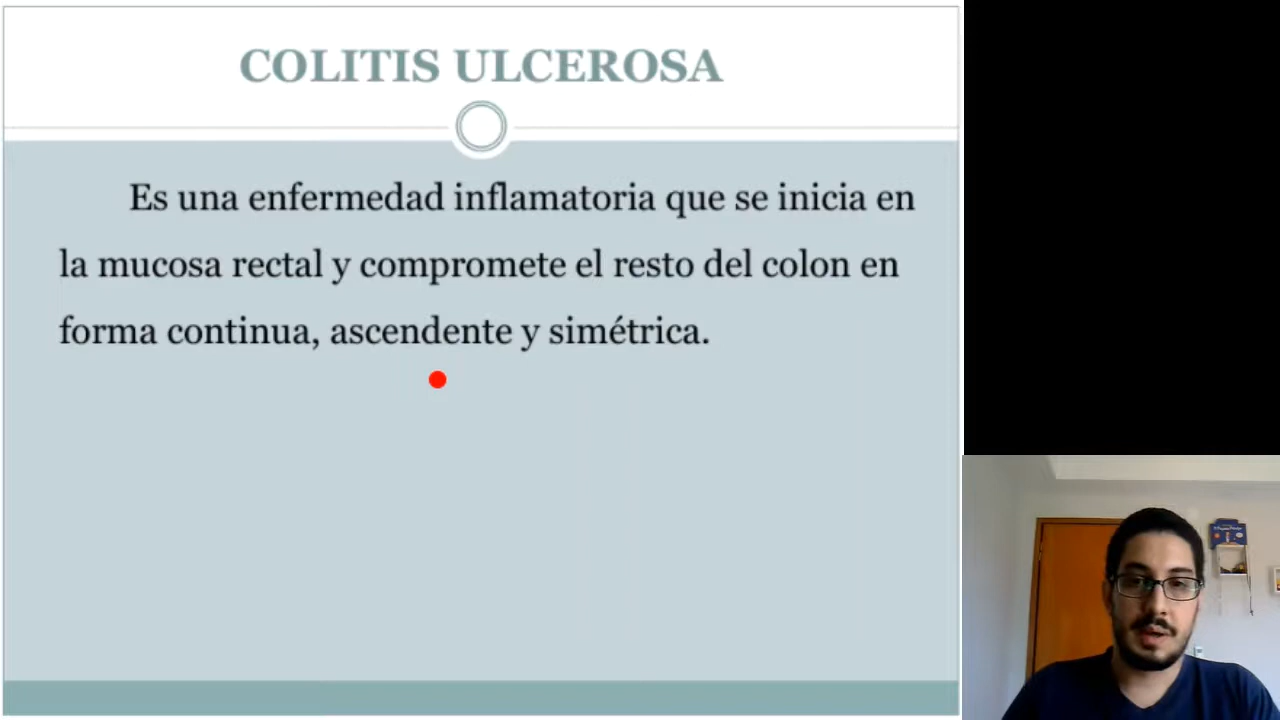 COLITIS ULCEROSA
Es una enfermedad inflamatoria que se inicia en
la mucosa rectal y compromete el resto del colon en
forma continua, ascendente y simétrica.